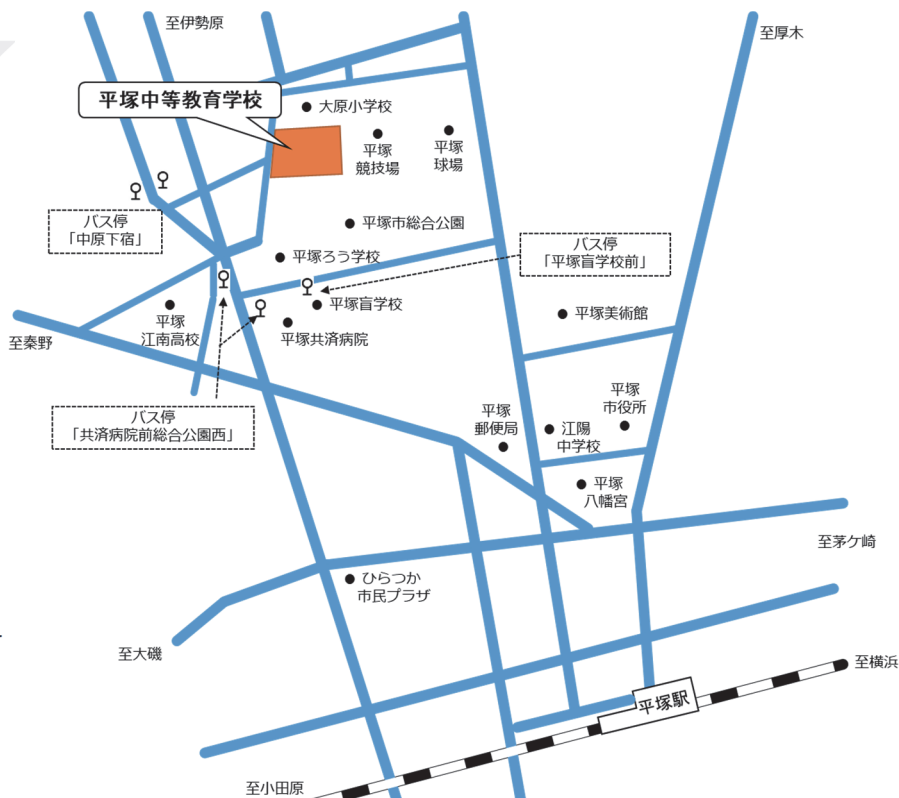 至伊勢原
至厚木
平塚中等教育学校
大原小学校
平塚
競技場
平塚
球場
バス停
「中原下宿」
平塚市総合公園
平塚ろう学校
バス停
「平塚盲学校前」
平塚盲学校
平塚
江南高校
平塚共済病院
平塚美術館
至秦野
バス停
「共済病院前総合公園西」
平塚
郵便局
平塚
市役所
江陽
中学校
平塚
八幡宮
至茅ケ崎
ひらつか
市民プラザ
至大磯
至横浜
平塚駅
至小田原